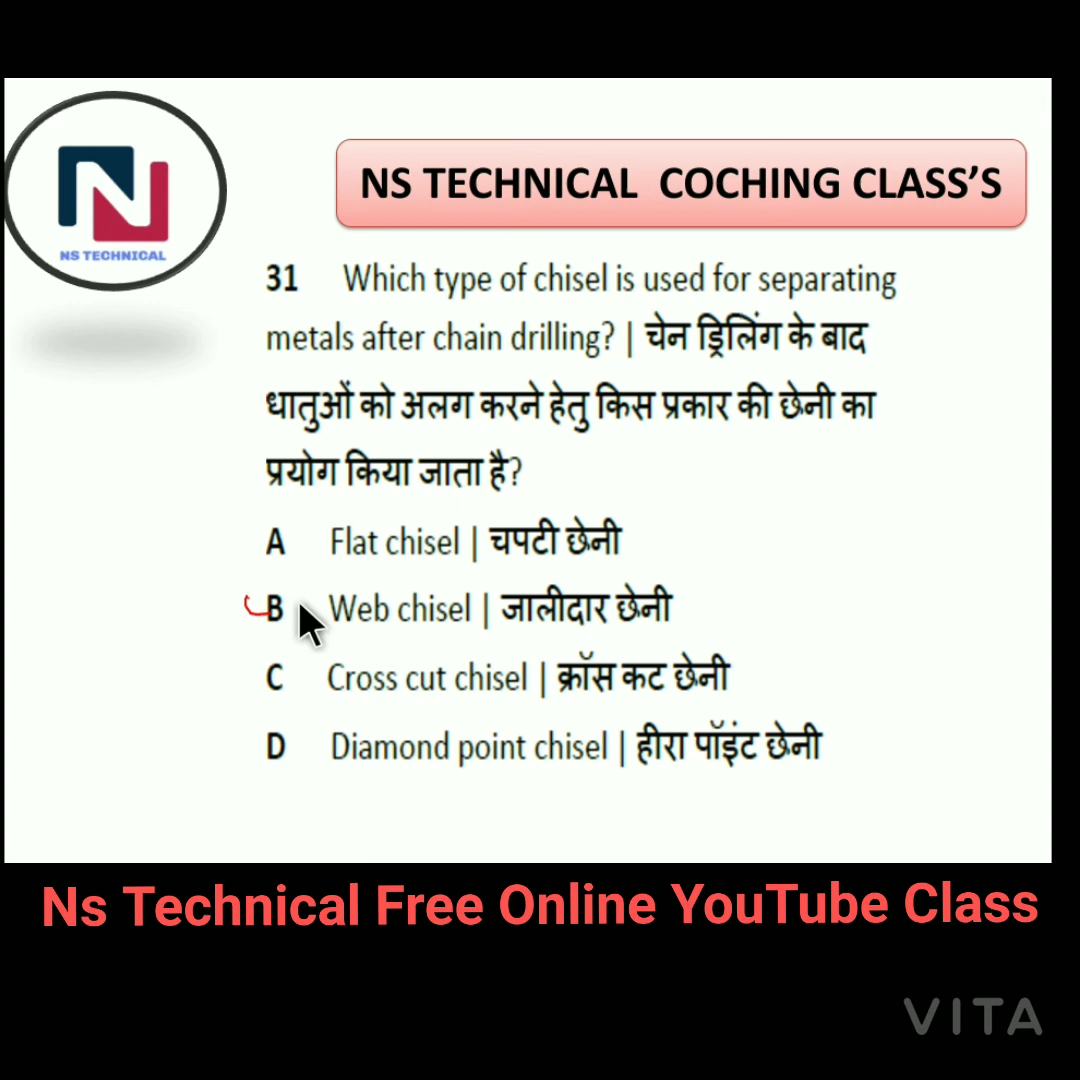 NS TECHNICAL
NS TECHNICAL COCHING CLASS’S
31 Which type of chisel is used for separating
metals after chain drilling? | चेन ड्रिलिंग के बाद
धातुओं को अलग करने हेतु किस प्रकार की छेनी का
प्रयोग किया जाता है?
A Flat chisel | चपटी छेनी
B Web chisel | जालीदार छेनी
C Cross cut chisel | क्रॉस कट छेनी
D Diamond point chisel | हीरा पॉइंट छेनी
Ns Technical Free Online YouTube Class
VITA